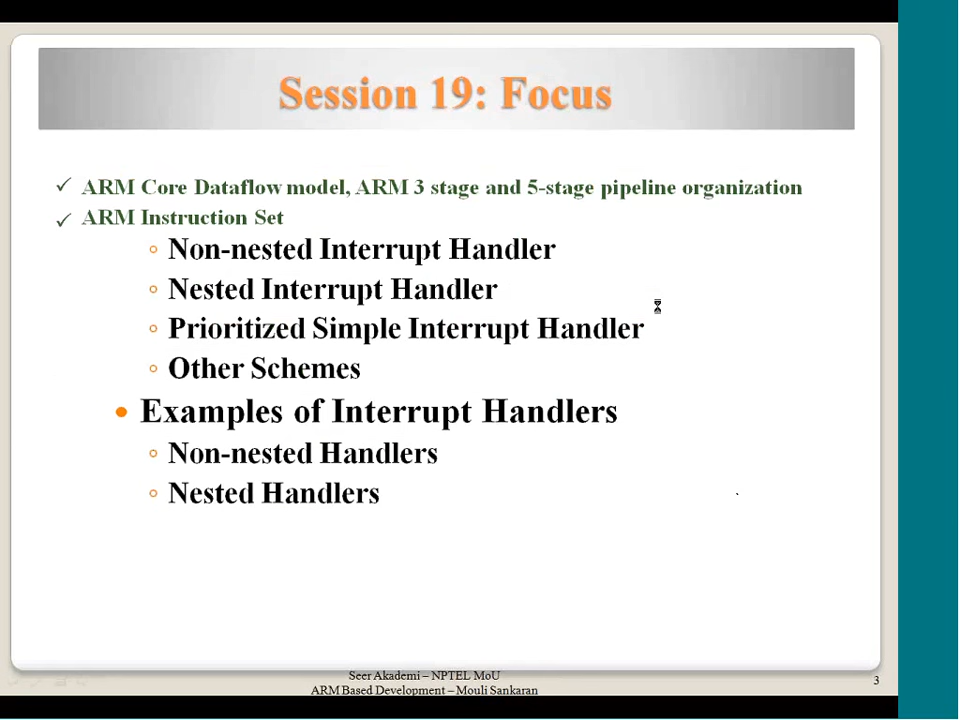 Session 19: Focus
✓ ARM Core Dataflow model, ARM 3 stage and 5-stage pipeline organization
✓ ARM Instruction Set
◦ Non-nested Interrupt Handler
◦ Nested Interrupt Handler
◦ Prioritized Simple Interrupt Handler
◦ Other Schemes
• Examples of Interrupt Handlers
◦ Non-nested Handlers
◦ Nested Handlers
Seer Akademi – NPTEL MoU
ARM Based Development – Mouli Sankaran
3